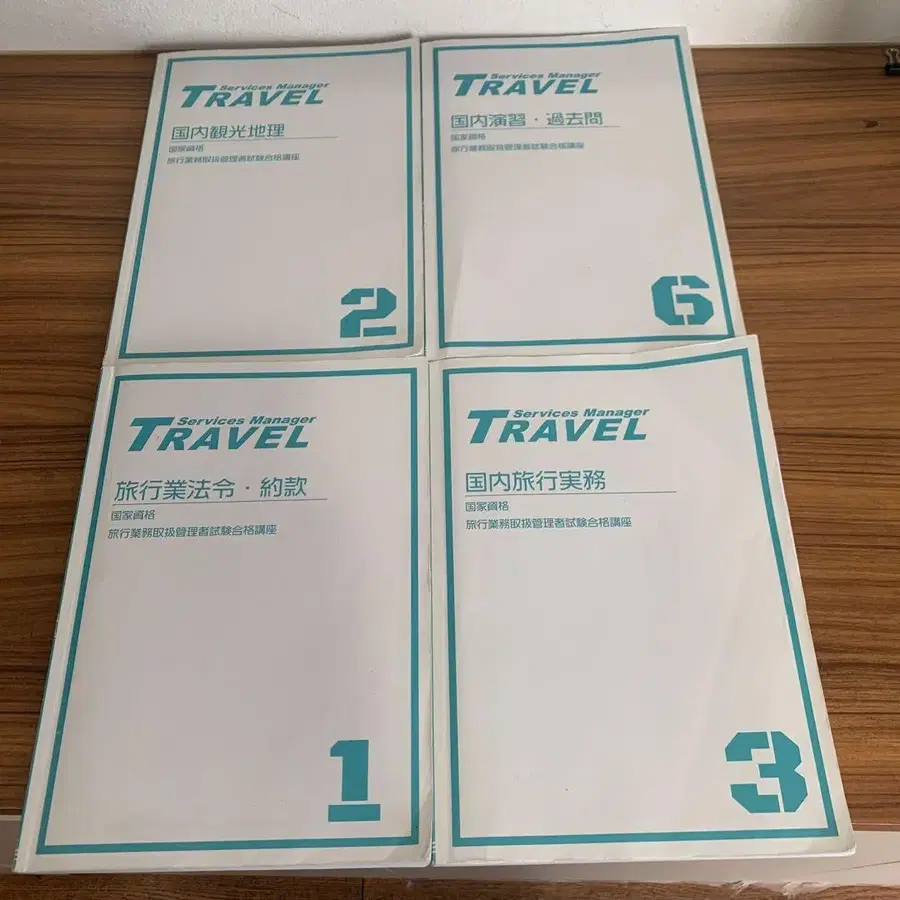 Services Manager
TRAVEL
国内観光地理
国家資格
旅行業務取扱管理者試験合格講座
2
Services Manager
TRAVEL
国内演習・過去問
国家資格
旅行業務取扱管理者試験合格講座
6
Services Manager
TRAVEL
旅行業法令・約款
国家資格
旅行業務取扱管理者試験合格講座
1
Services Manager
TRAVEL
国内旅行実務
国家資格
旅行業務取扱管理者試験合格講座
3